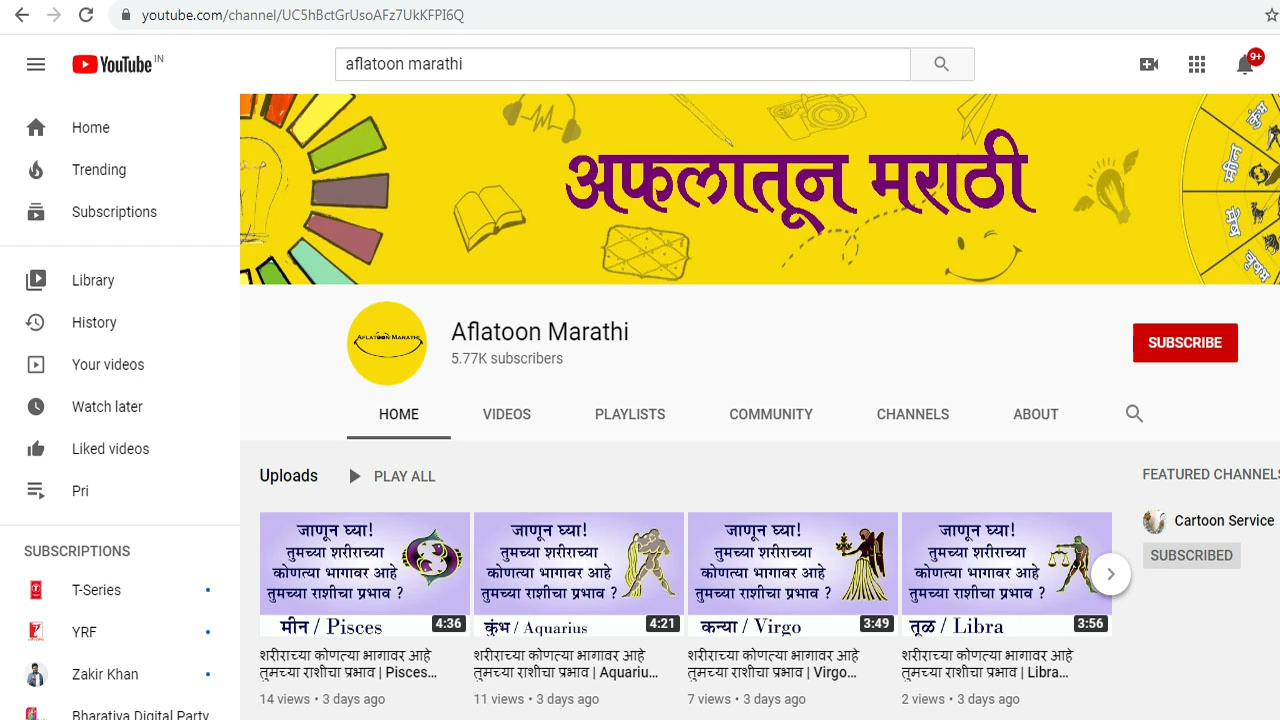 youtube.com/channel/UC5hBctGrUsoAFz7UkKFPI6Q
YouTube IN
aflatoon marathi
9+
Home
Trending
Subscriptions
Library
History
Your videos
Watch later
Liked videos
Pri
SUBSCRIPTIONS
T-Series
YRF
Zakir Khan
Bharatiya Digital Party
अफलातून मराठी
कुंभ
मीन
मेष
वृषभ
AFLATOON MARATHI
Aflatoon Marathi
5.77K subscribers
SUBSCRIBE
HOME VIDEOS PLAYLISTS COMMUNITY CHANNELS ABOUT
Uploads PLAY ALL
FEATURED CHANNELS
Cartoon Service
SUBSCRIBED
जाणून घ्या!
तुमच्या शरीराच्या
कोणत्या भागावर आहे
तुमच्या राशीचा प्रभाव ?
मीन / Pisces
4:36
शरीराच्या कोणत्या भागावर आहे
तुमच्या राशीचा प्रभाव | Pisces...
14 views • 3 days ago
जाणून घ्या!
तुमच्या शरीराच्या
कोणत्या भागावर आहे
तुमच्या राशीचा प्रभाव ?
कुंभ / Aquarius
4:21
शरीराच्या कोणत्या भागावर आहे
तुमच्या राशीचा प्रभाव | Aquariu...
11 views • 3 days ago
जाणून घ्या!
तुमच्या शरीराच्या
कोणत्या भागावर आहे
तुमच्या राशीचा प्रभाव ?
कन्या / Virgo
3:49
शरीराच्या कोणत्या भागावर आहे
तुमच्या राशीचा प्रभाव | Virgo...
7 views • 3 days ago
जाणून घ्या!
तुमच्या शरीराच्या
कोणत्या भागावर आहे
तुमच्या राशीचा प्रभाव ?
तूळ / Libra
3:56
शरीराच्या कोणत्या भागावर आहे
तुमच्या राशीचा प्रभाव | Libra...
2 views • 3 days ago